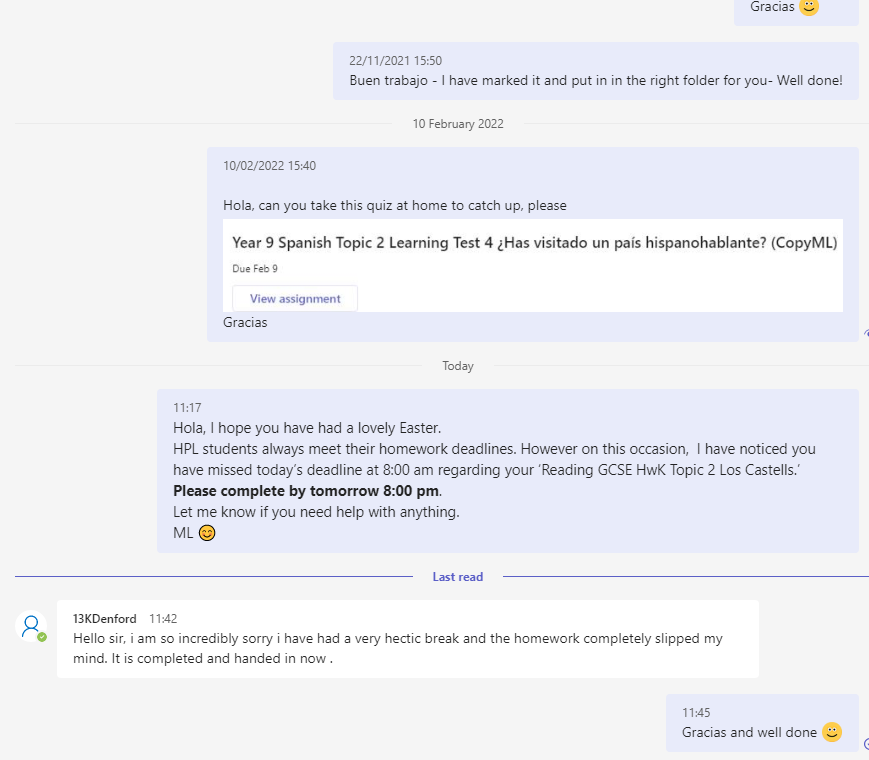 Gracias
22/11/2021 15:50
Buen trabajo - I have marked it and put in in the right folder for you- Well done!
10 February 2022
10/02/2022 15:40
Hola, can you take this quiz at home to catch up, please
Year 9 Spanish Topic 2 Learning Test 4 ¿Has visitado un país hispanohablante? (CopyML)
Due Feb 9
View assignment
Gracias
Today
11:17
Hola, I hope you have had a lovely Easter.
HPL students always meet their homework deadlines. However on this occasion,  I have noticed you
have missed today's deadline at 8:00 am regarding your ‘Reading GCSE HwK Topic 2 Los Castells.’
Please complete by tomorrow 8:00 pm.
Let me know if you need help with anything.
ML 😊
Last read
13KDenford 11:42
Hello sir, i am so incredibly sorry i have had a very hectic break and the homework completely slipped my
mind. It is completed and handed in now .
11:45
Gracias and well done